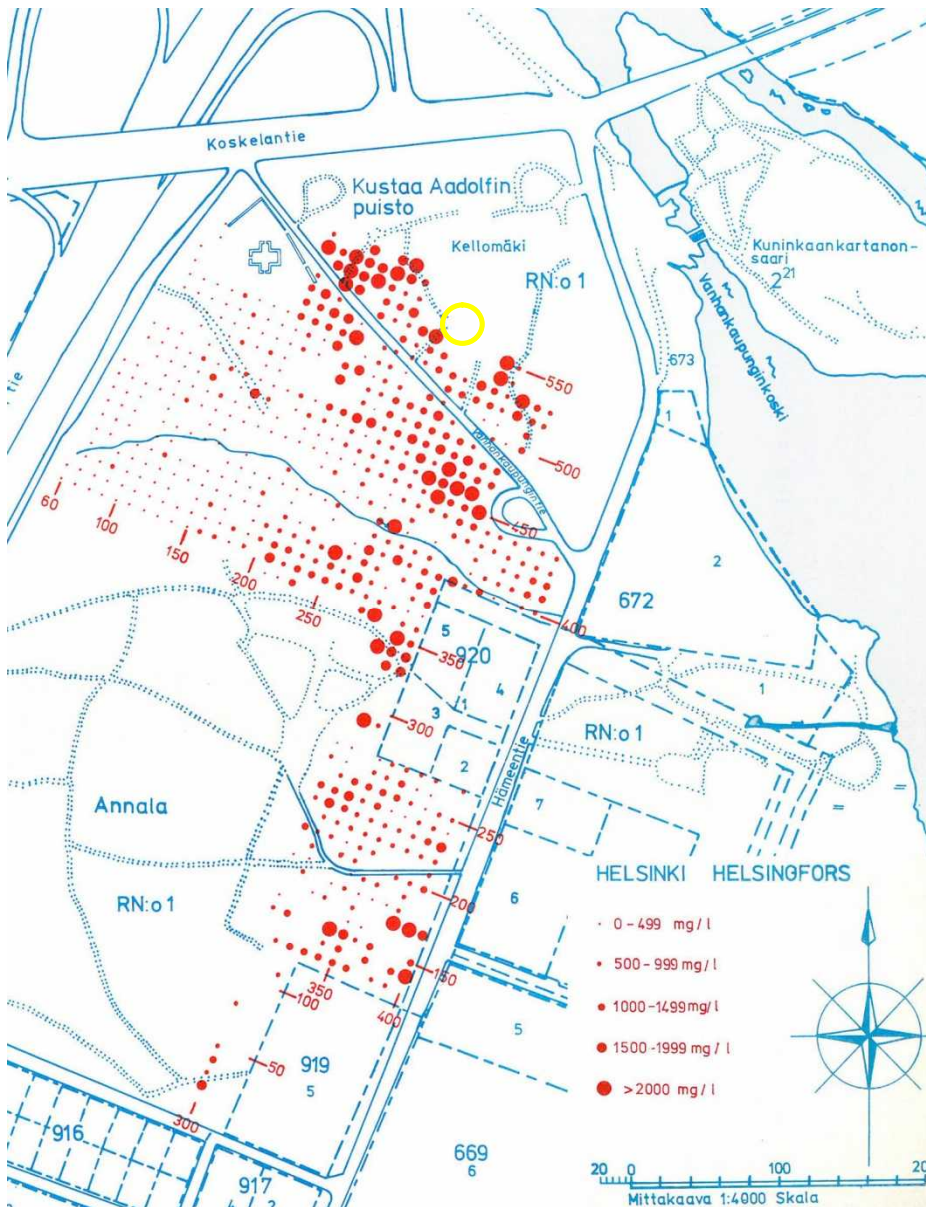 Koskelantie
Kustaa Aadolfin
puisto
Kellomäki
RN:o 1
Kuninkaankartanon-
saari
2²¹
Vanhankaupunginkoski
tie
673
1
550
500
Vanhankaupungintie
450
60
100
150
200
250
2
672
400
5
920
350
4
3
1
300
2
Hämeentie
RN:o 1
1
7
Annala
250
RN:o 1
200
6
HELSINKI HELSINGFORS
0-499 mg/l
500-999 mg/l
1000-1499 mg/l
1500-1999 mg/l
>2000 mg/l
150
350
100
400
5
50
919
5
300
916
917
2
669
6
20 0 100 20
Mittakaava 1:4000 Skala